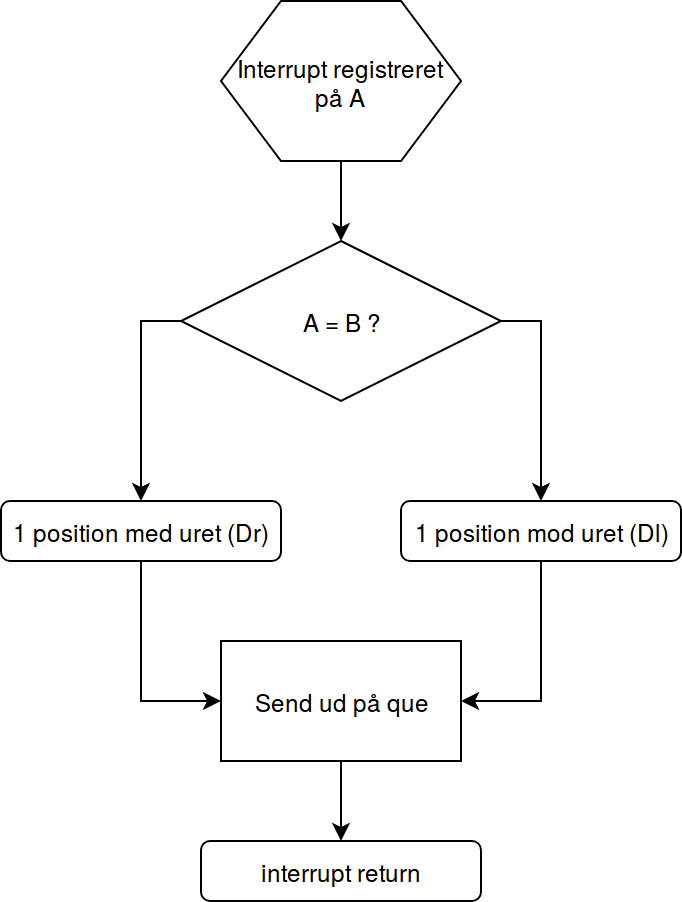 Interrupt registreret
på A
A = B ?
1 position med uret (Dr)
1 position mod uret (Dl)
Send ud på que
interrupt return